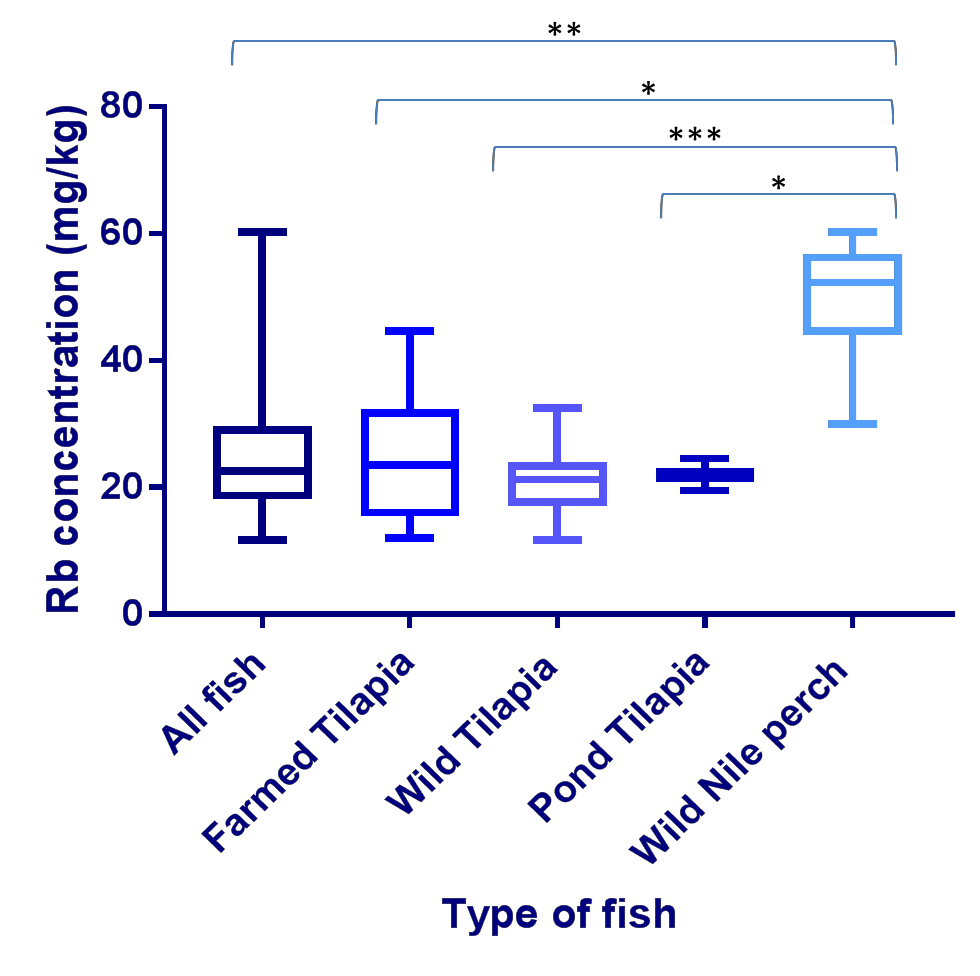 **
*
***
*
Rb concentration (mg/kg)
80
60
40
20
0
All fish
Farmed Tilapia
Wild Tilapia
Pond Tilapia
Wild Nile perch
Type of fish